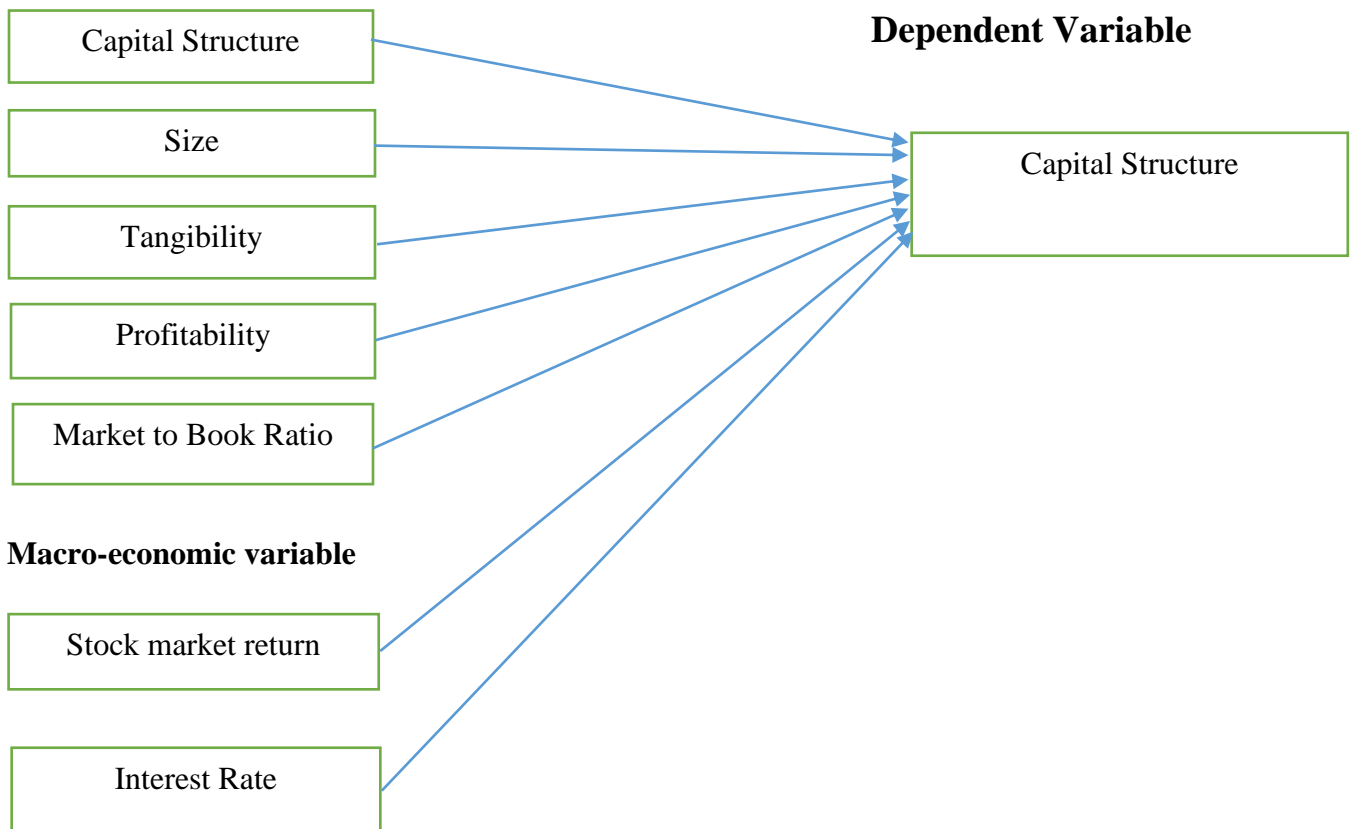 Dependent Variable
Capital Structure
Capital Structure
Size
Tangibility
Profitability
Market to Book Ratio
Macro-economic variable
Stock market return
Interest Rate